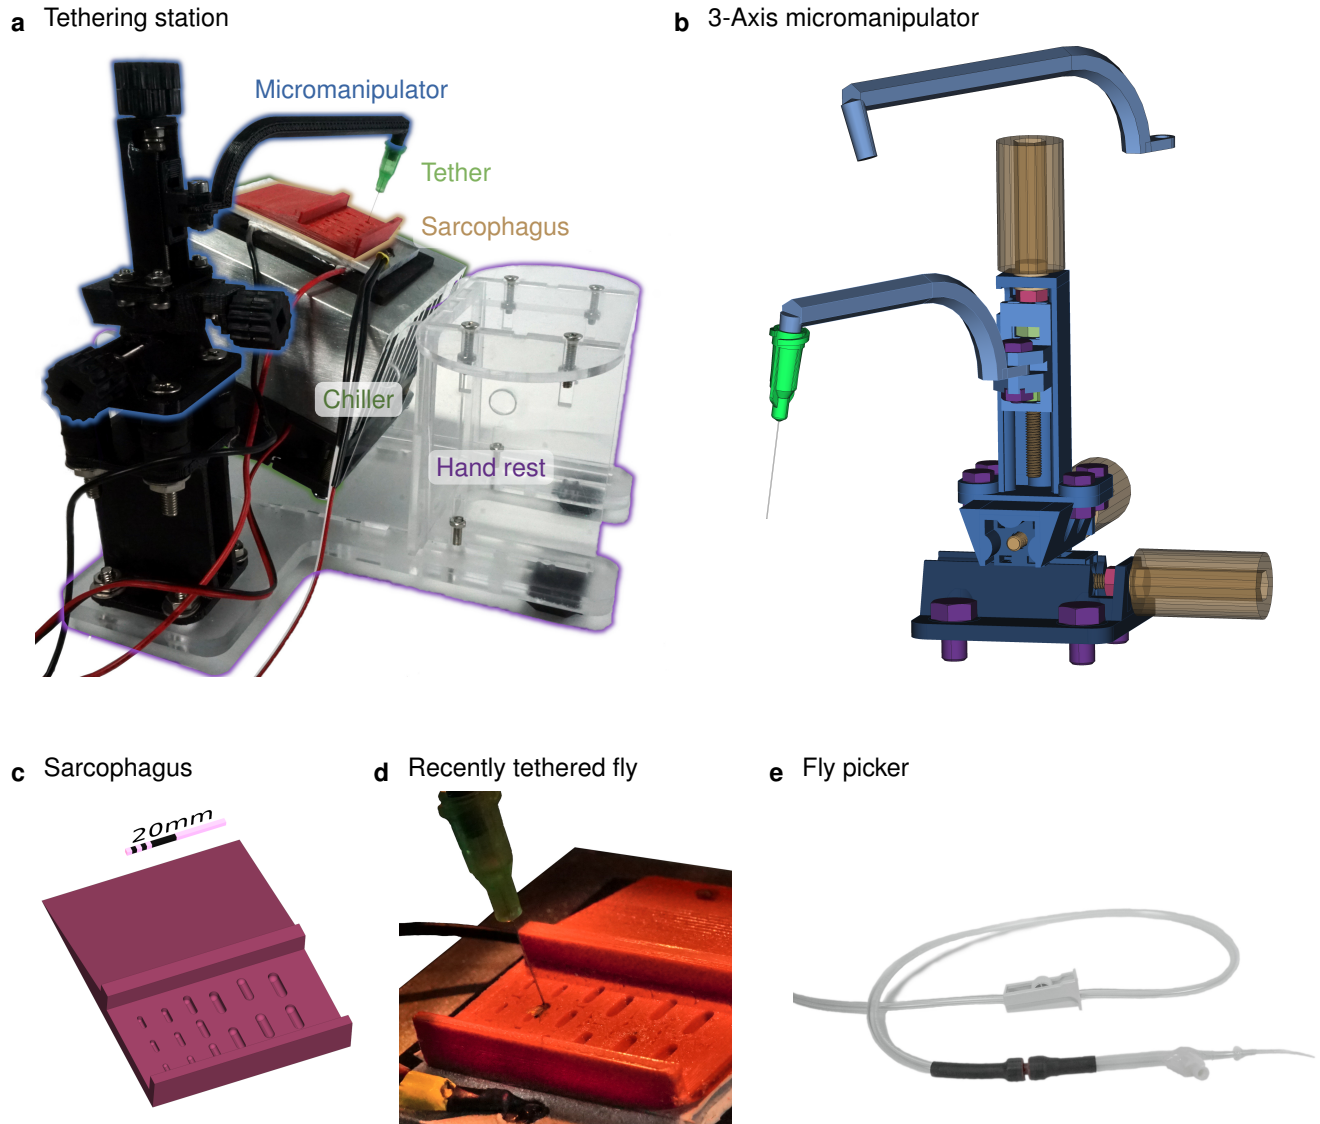 a Tethering station
b 3-Axis micromanipulator
Micromanipulator
Tether
Sarcophagus
Chiller
Hand rest
c Sarcophagus
d Recently tethered fly
e Fly picker
20mm